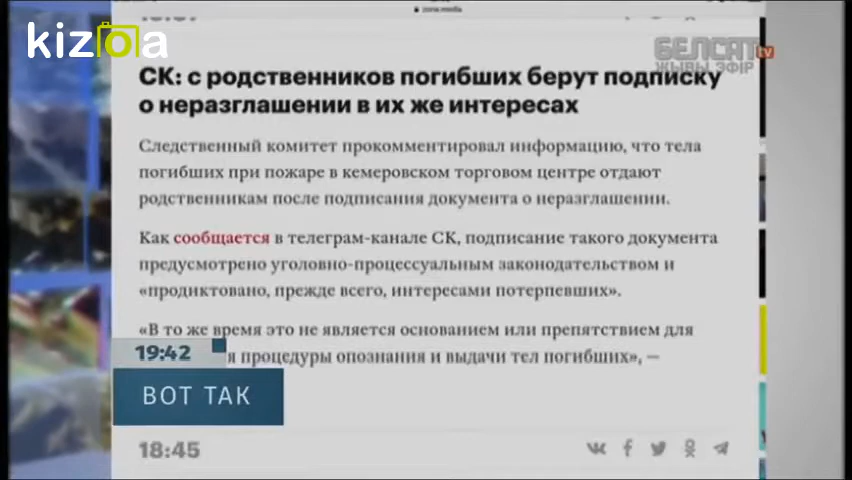 kizoa
zona.media
БЕЛСАТ tv
ЖЫВЫ ЭФІР
СК: с родственников погибших берут подписку
о неразглашении в их же интересах
Следственный комитет прокомментировал информацию, что тела
погибших при пожаре в кемеровском торговом центре отдают
родственникам после подписания документа о неразглашении.
Как сообщается в телеграм-канале СК, подписание такого документа
предусмотрено уголовно-процессуальным законодательством и
«продиктовано, прежде всего, интересами потерпевших».
«В то же время это не является основанием или препятствием для
я процедуры опознания и выдачи тел погибших», —
19:42
ВОТ ТАК
18:45